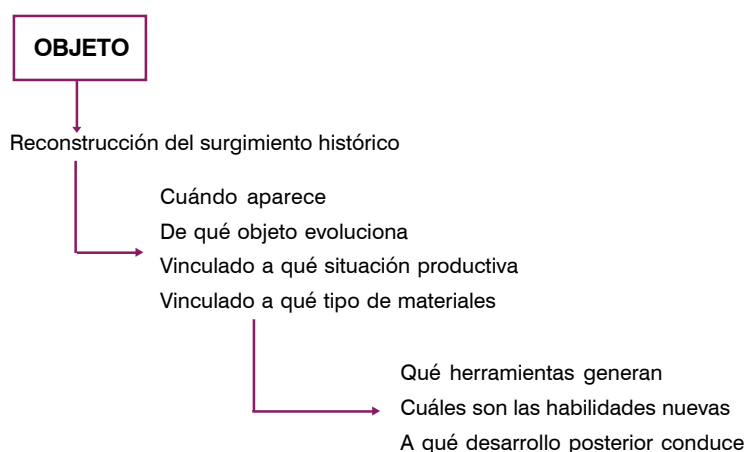 OBJETO
Reconstrucción del surgimiento histórico
Cuándo aparece
De qué objeto evoluciona
Vinculado a qué situación productiva
Vinculado a qué tipo de materiales
Qué herramientas generan
Cuáles son las habilidades nuevas
A qué desarrollo posterior conduce